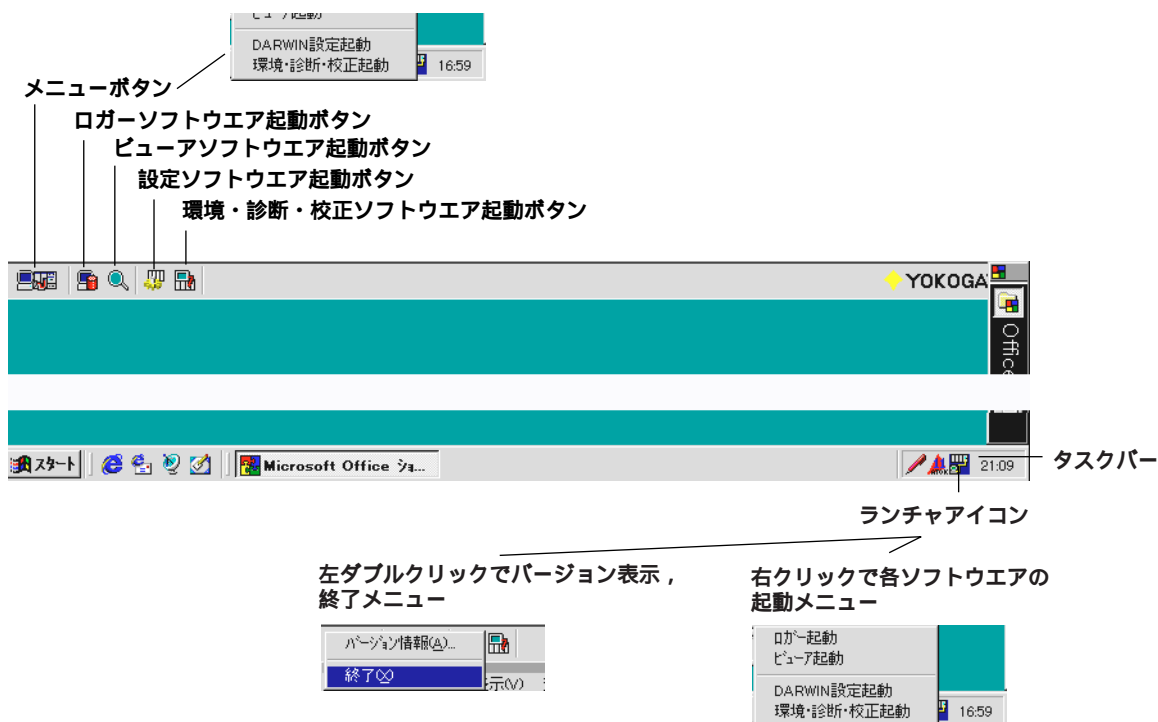 DARWIN設定起動
環境・診断・校正起動
16:59
メニューボタン
ロガーソフトウエア起動ボタン
ビューアソフトウエア起動ボタン
設定ソフトウエア起動ボタン
環境・診断・校正ソフトウエア起動ボタン
YOKOGA
Office
スタート
Microsoft Office ショ...
21:09
タスクバー
ランチャアイコン
左ダブルクリックでバージョン表示，
終了メニュー
右クリックで各ソフトウエアの
起動メニュー
バージョン情報(A)...
終了(X)
示(V)
ロガー起動
ビューア起動
DARWIN設定起動
環境・診断・校正起動
16:59